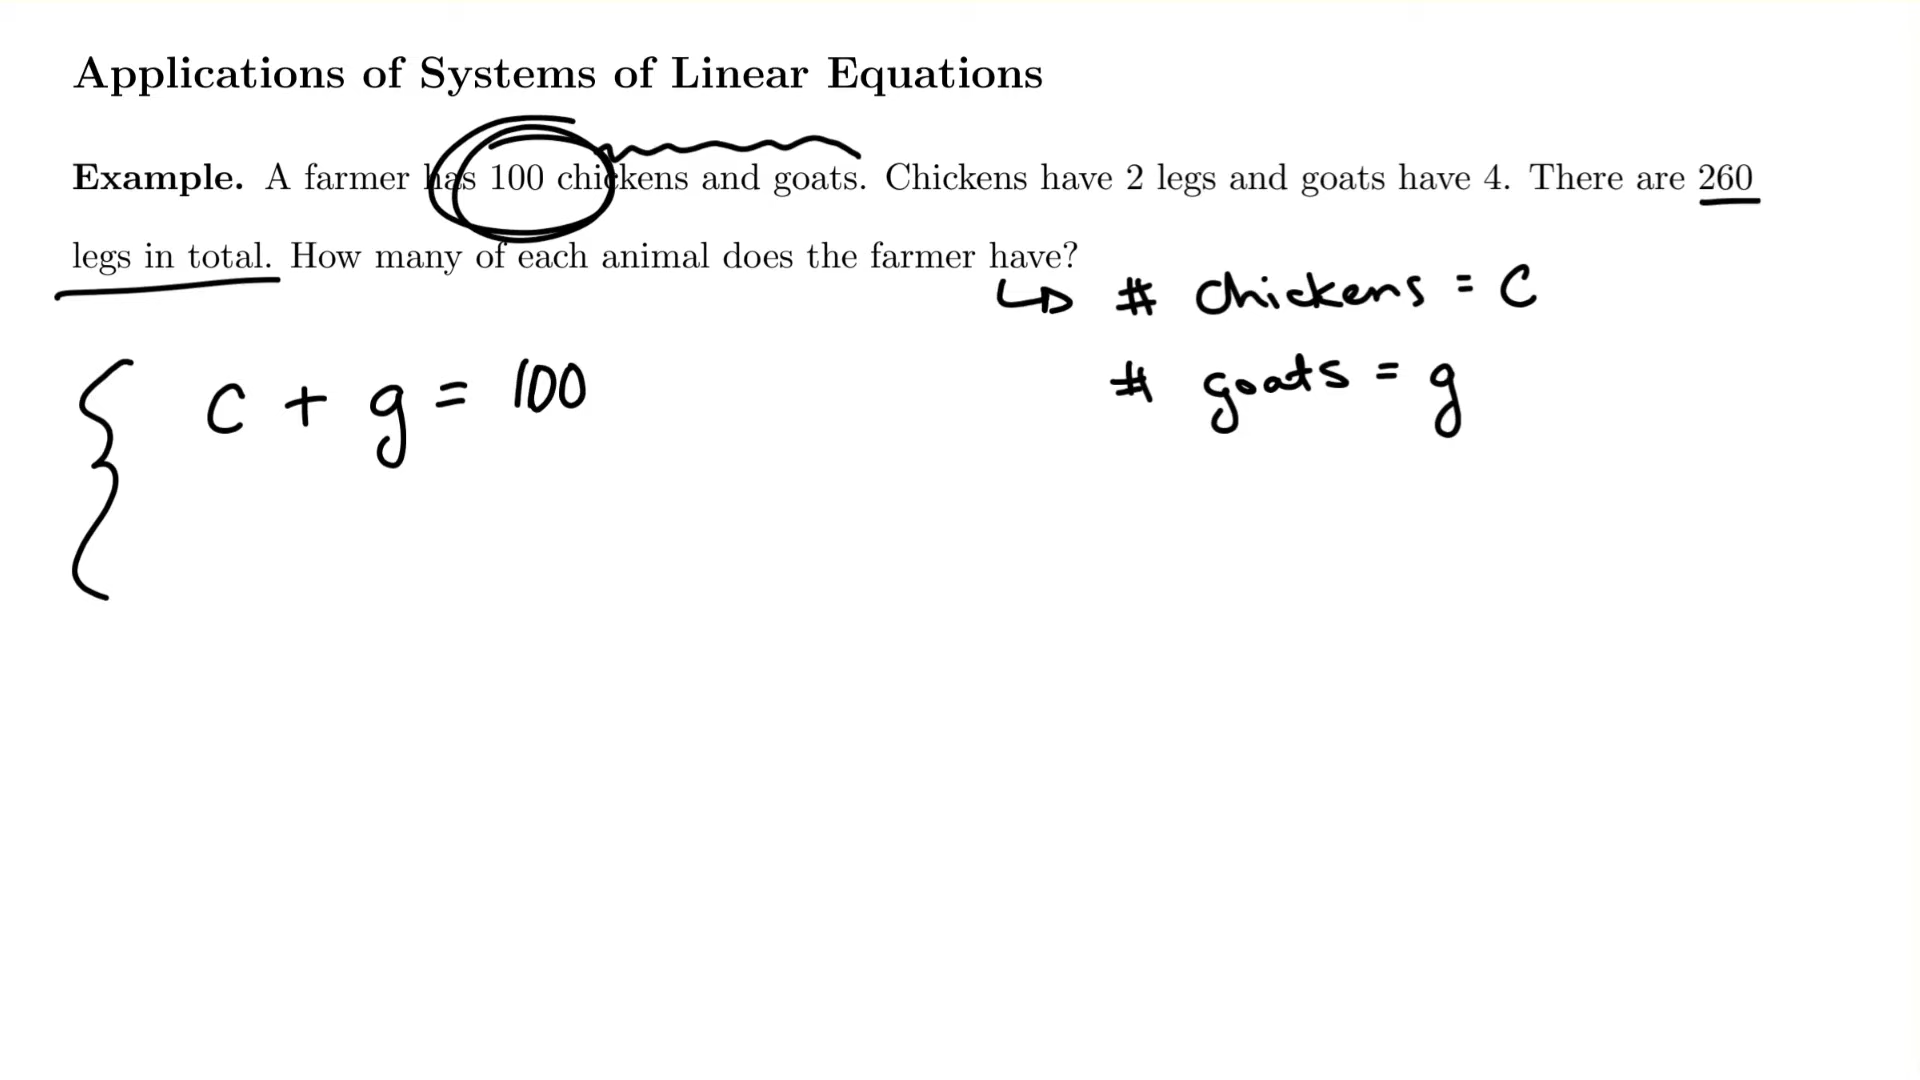 Applications of Systems of Linear Equations
Example. A farmer has 100 chickens and goats. Chickens have 2 legs and goats have 4. There are 260
legs in total. How many of each animal does the farmer have?
# chickens = c
# goats = g
c + g = 100